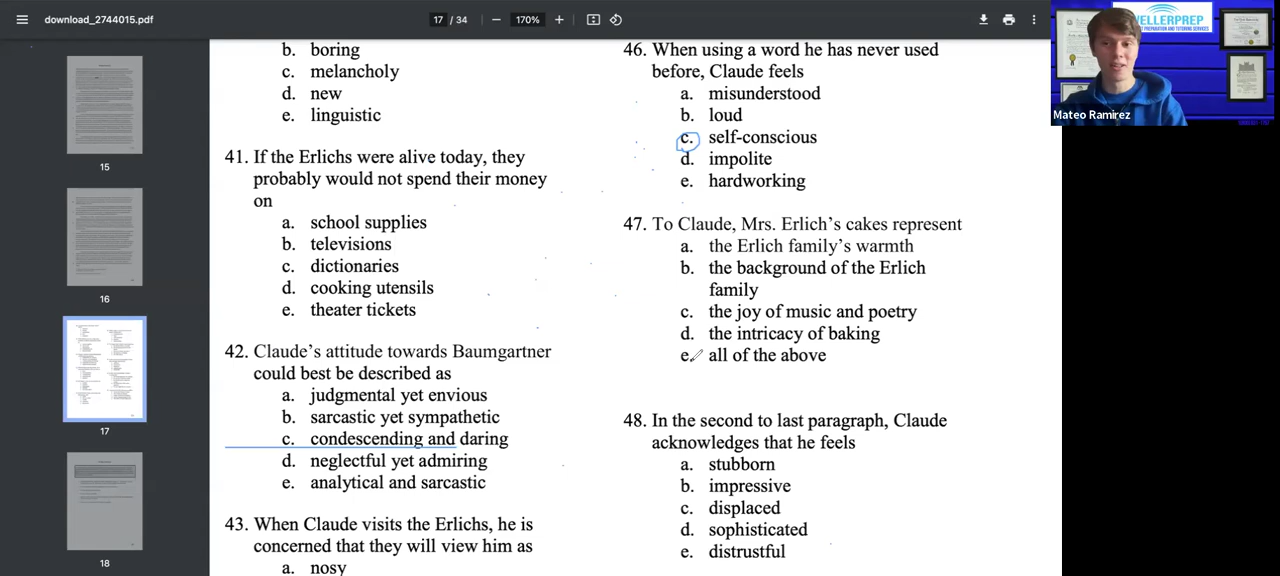 download_2744015.pdf
17 / 34
170%
15
16
17
18
b. boring
c. melancholy
d. new
e. linguistic
41. If the Erlichs were alive today, they
probably would not spend their money
on
a. school supplies
b. televisions
c. dictionaries
d. cooking utensils
e. theater tickets
42. Claude’s attitude towards Baumgartner
could best be described as
a. judgmental yet envious
b. sarcastic yet sympathetic
c. condescending and daring
d. neglectful yet admiring
e. analytical and sarcastic
43. When Claude visits the Erlichs, he is
concerned that they will view him as
a. nosy
46. When using a word he has never used
before, Claude feels
a. misunderstood
b. loud
c. self-conscious
d. impolite
e. hardworking
47. To Claude, Mrs. Erlich’s cakes represent
a. the Erlich family’s warmth
b. the background of the Erlich
family
c. the joy of music and poetry
d. the intricacy of baking
e. all of the above
48. In the second to last paragraph, Claude
acknowledges that he feels
a. stubborn
b. impressive
c. displaced
d. sophisticated
e. distrustful
VELLERPREP
PREPARATION AND TUTORING SERVICES
Mateo Ramirez